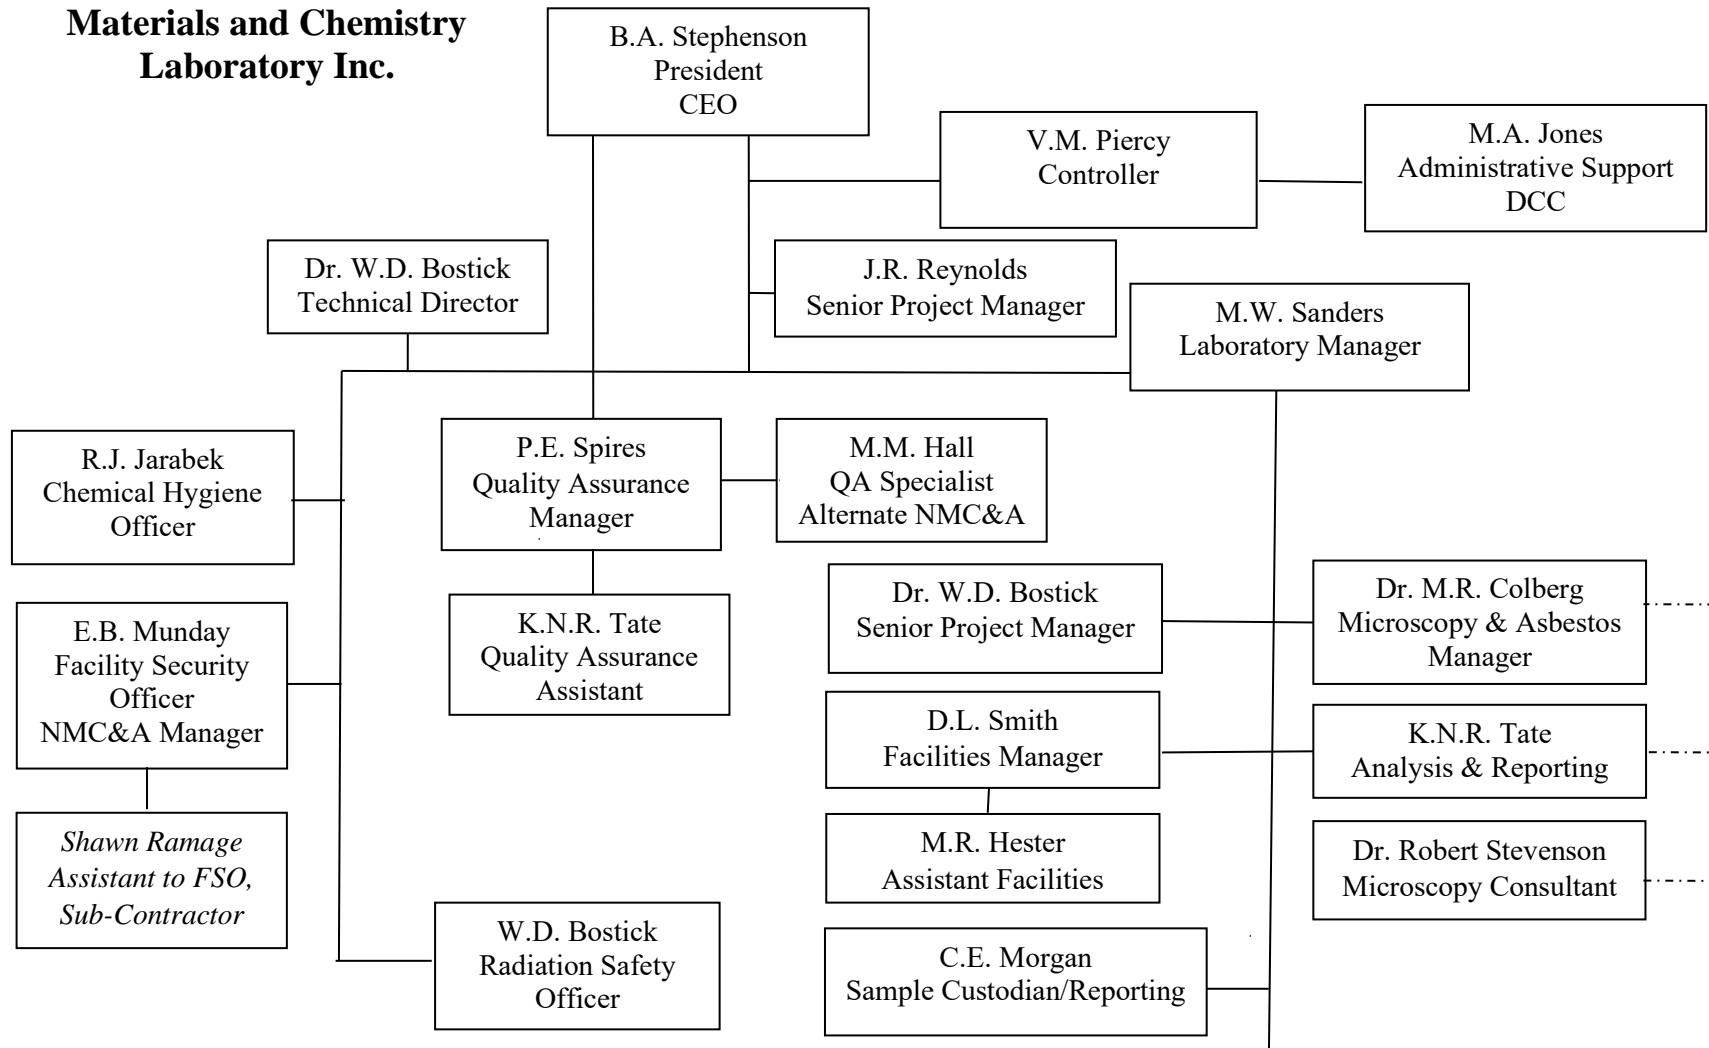 Materials and Chemistry
Laboratory Inc.
B.A. Stephenson
President
CEO
V.M. Piercy
Controller
M.A. Jones
Administrative Support
DCC
Dr. W.D. Bostick
Technical Director
J.R. Reynolds
Senior Project Manager
M.W. Sanders
Laboratory Manager
R.J. Jarabek
Chemical Hygiene
Officer
P.E. Spires
Quality Assurance
Manager
M.M. Hall
QA Specialist
Alternate NMC&A
E.B. Munday
Facility Security
Officer
NMC&A Manager
K.N.R. Tate
Quality Assurance
Assistant
Dr. W.D. Bostick
Senior Project Manager
Dr. M.R. Colberg
Microscopy & Asbestos
Manager
D.L. Smith
Facilities Manager
K.N.R. Tate
Analysis & Reporting
Shawn Ramage
Assistant to FSO,
Sub-Contractor
M.R. Hester
Assistant Facilities
Dr. Robert Stevenson
Microscopy Consultant
W.D. Bostick
Radiation Safety
Officer
C.E. Morgan
Sample Custodian/Reporting